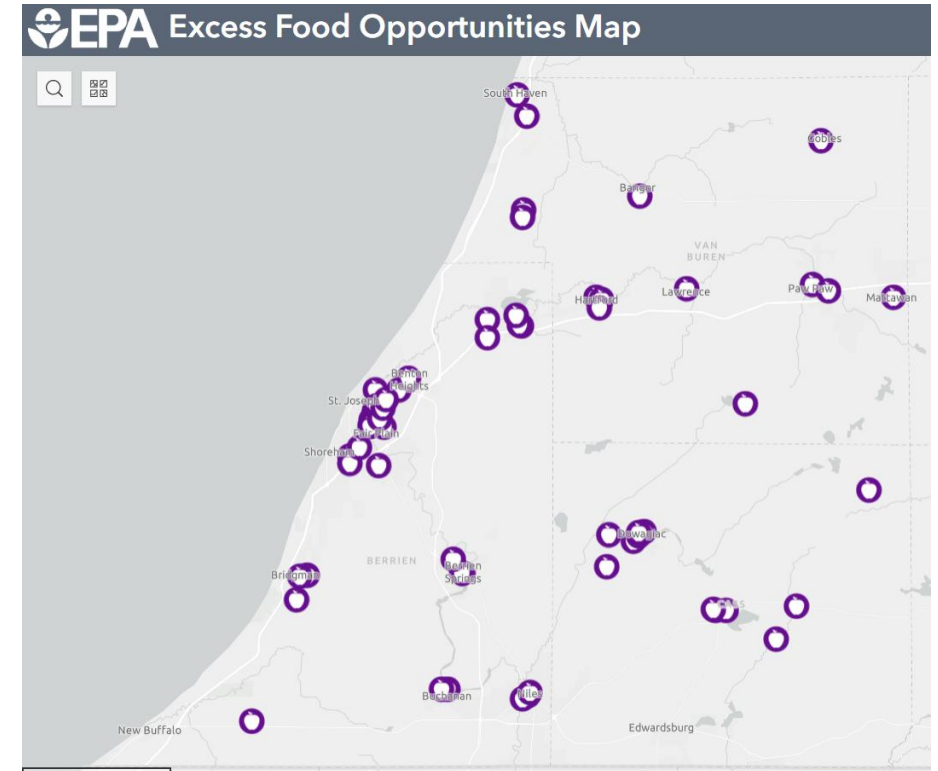 EPA Excess Food Opportunities Map
South Haven
Gobles
Bangor
VAN
BUREN
Hartford
Lawrence
Paw Paw
Mattawan
Benton
Heights
St. Joseph
Fair Plain
Shoreham
Dowagiac
BERRIEN
Berrien
Springs
Bridgman
CASS
Buchanan
Niles
New Buffalo
Edwardsburg